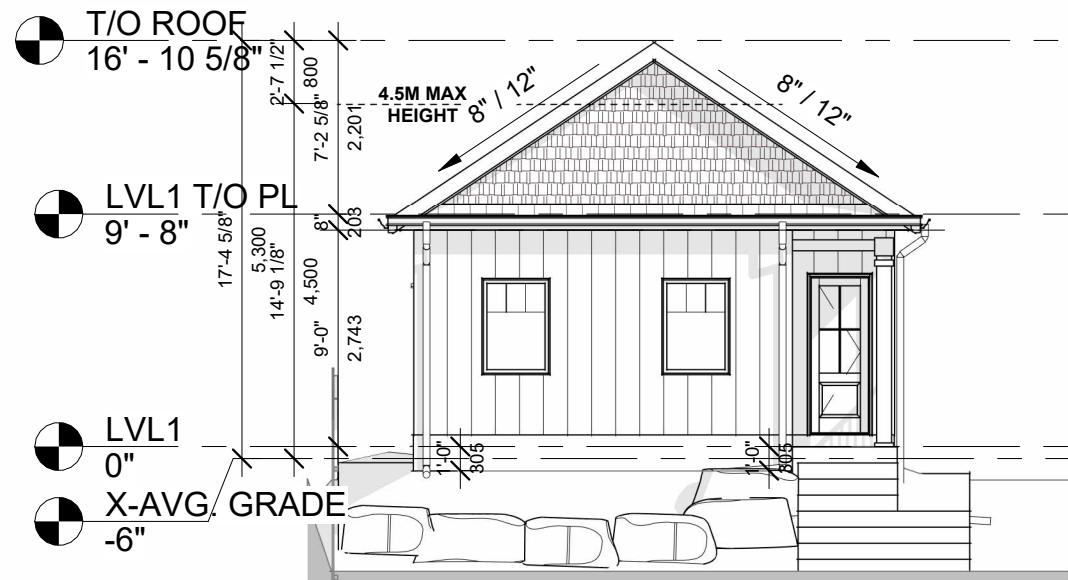 T/O ROOF
16' - 10 5/8"
LVL1 T/O PL
9' - 8"
LVL1
0"
X-AVG. GRADE
-6"
17'-4 5/8"
5,300
2'-7 1/2"
800
14'-9 1/8"
4,500
7'-2 5/8"
2,201
8"
203
9'-0"
2,743
4.5M MAX
HEIGHT
8" / 12"
8" / 12"
1'-0"
305
1'-0"
305